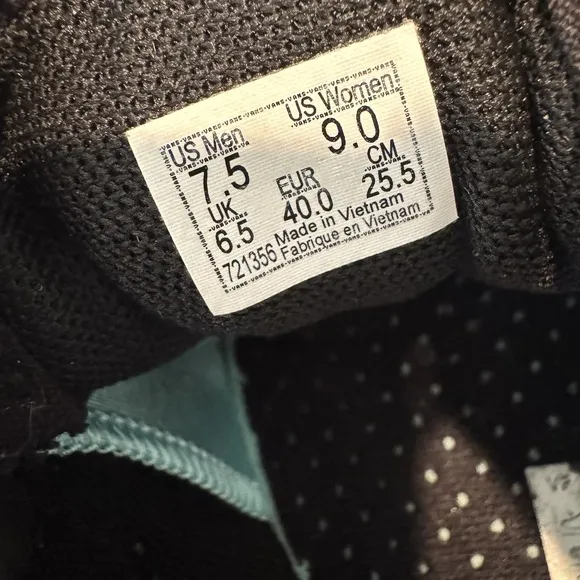 US Men US Women
7.5 9.0
UK EUR CM
6.5 40.0 25.5
721356 Made in Vietnam
Fabrique en Vietnam